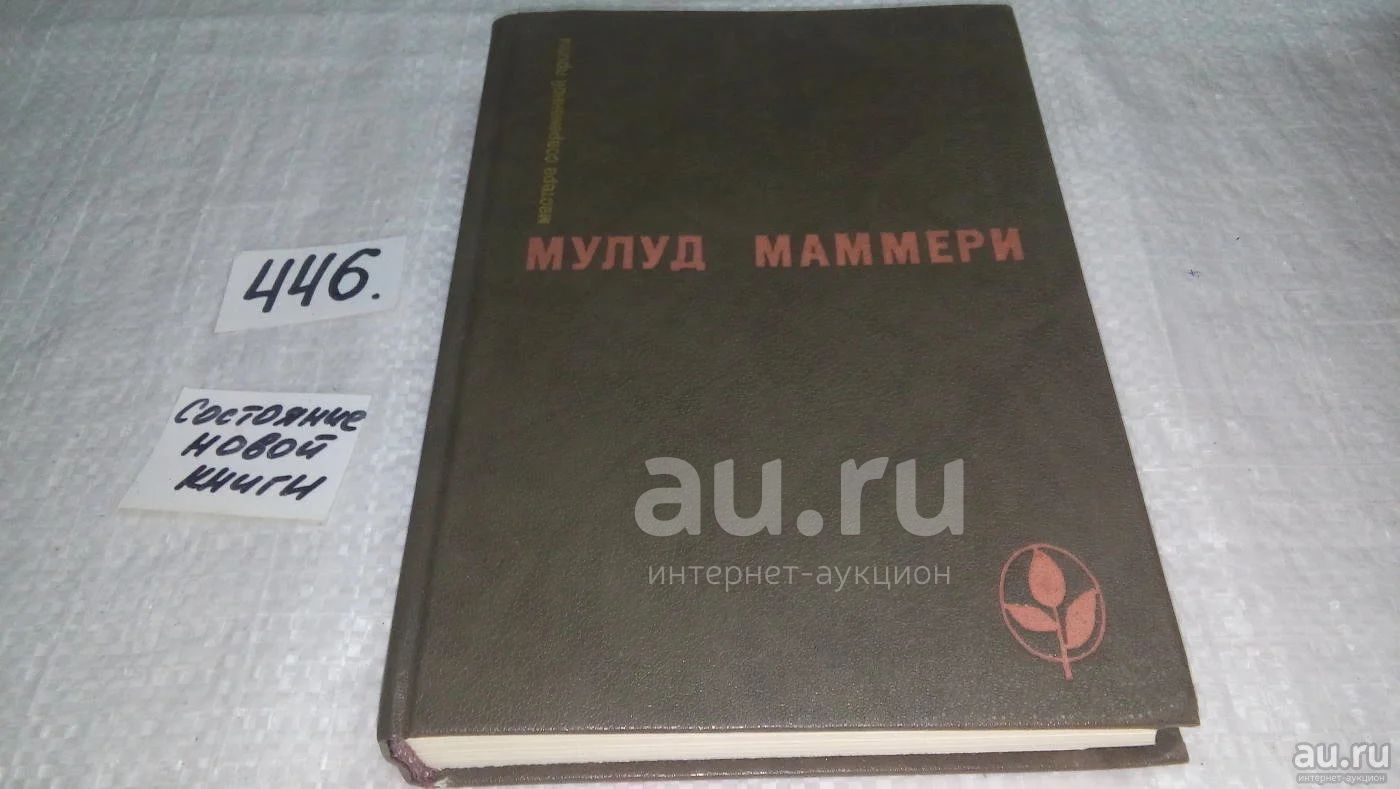 мастера современной прозы
МУЛУД МАММЕРИ
446.
Состояние
новой
книги
au.ru
интернет-аукцион
au.ru
интернет-аукцион